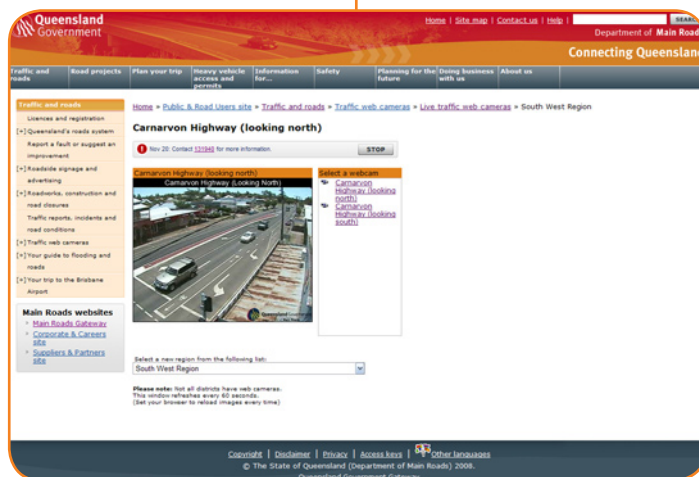 Queensland
Government
Home | Site map | Contact us | Help |
SEARC
Department of Main Road
Connecting Queensland
Traffic and roads
Road projects
Plan your trip
Heavy vehicle access and permits
Information for...
Safety
Planning for the future
Doing business with us
About us
Traffic and roads
Licences and registration
[+]Queensland's roads system
Report a fault or suggest an
improvement
[+]Roadside signage and
advertising
[+]Roadworks, construction and
road closures
Traffic reports, incidents and
road conditions
[+]Traffic web cameras
[+]Your guide to flooding and
roads
[+]Your trip to the Brisbane
Airport
Main Roads websites
Main Roads Gateway
Corporate & Careers
site
Suppliers & Partners
site
Home » Public & Road Users site » Traffic and roads » Traffic web cameras » Live traffic web cameras » South West Region
Carnarvon Highway (looking north)
Nov 20: Contact 131940 for more information.
STOP
Carnarvon Highway (looking north)
Carnarvon Highway (Looking North)
Queensland Government
Select a webcam
Carnarvon
Highway (looking
north)
Carnarvon
Highway (looking
south)
Select a new region from the following list:
South West Region
Please note: Not all districts have web cameras.
This window refreshes every 60 seconds.
(Set your browser to reload images every time)
Copyright | Disclaimer | Privacy | Access keys | Other languages
© The State of Queensland (Department of Main Roads) 2008.
Queensland Government Gateway